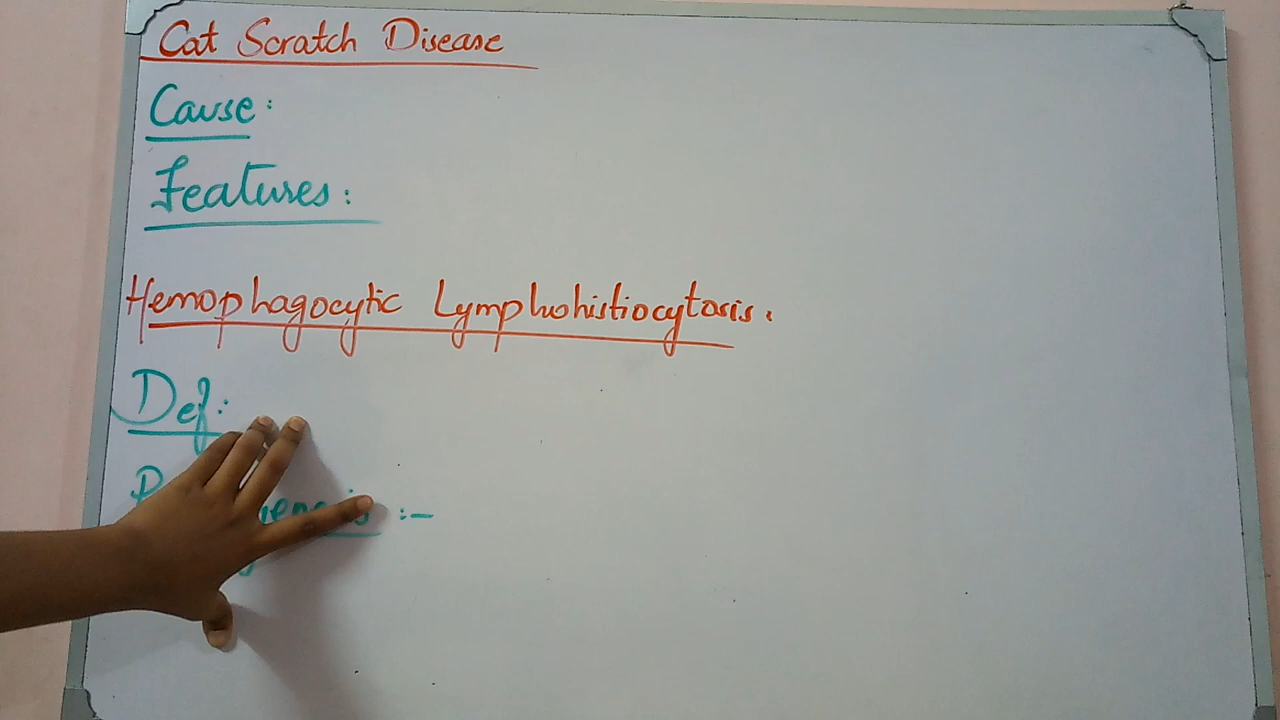 Cat Scratch Disease
Cause :
Features :
Hemophagocytic Lymphohistiocytosis.
Def :
:-